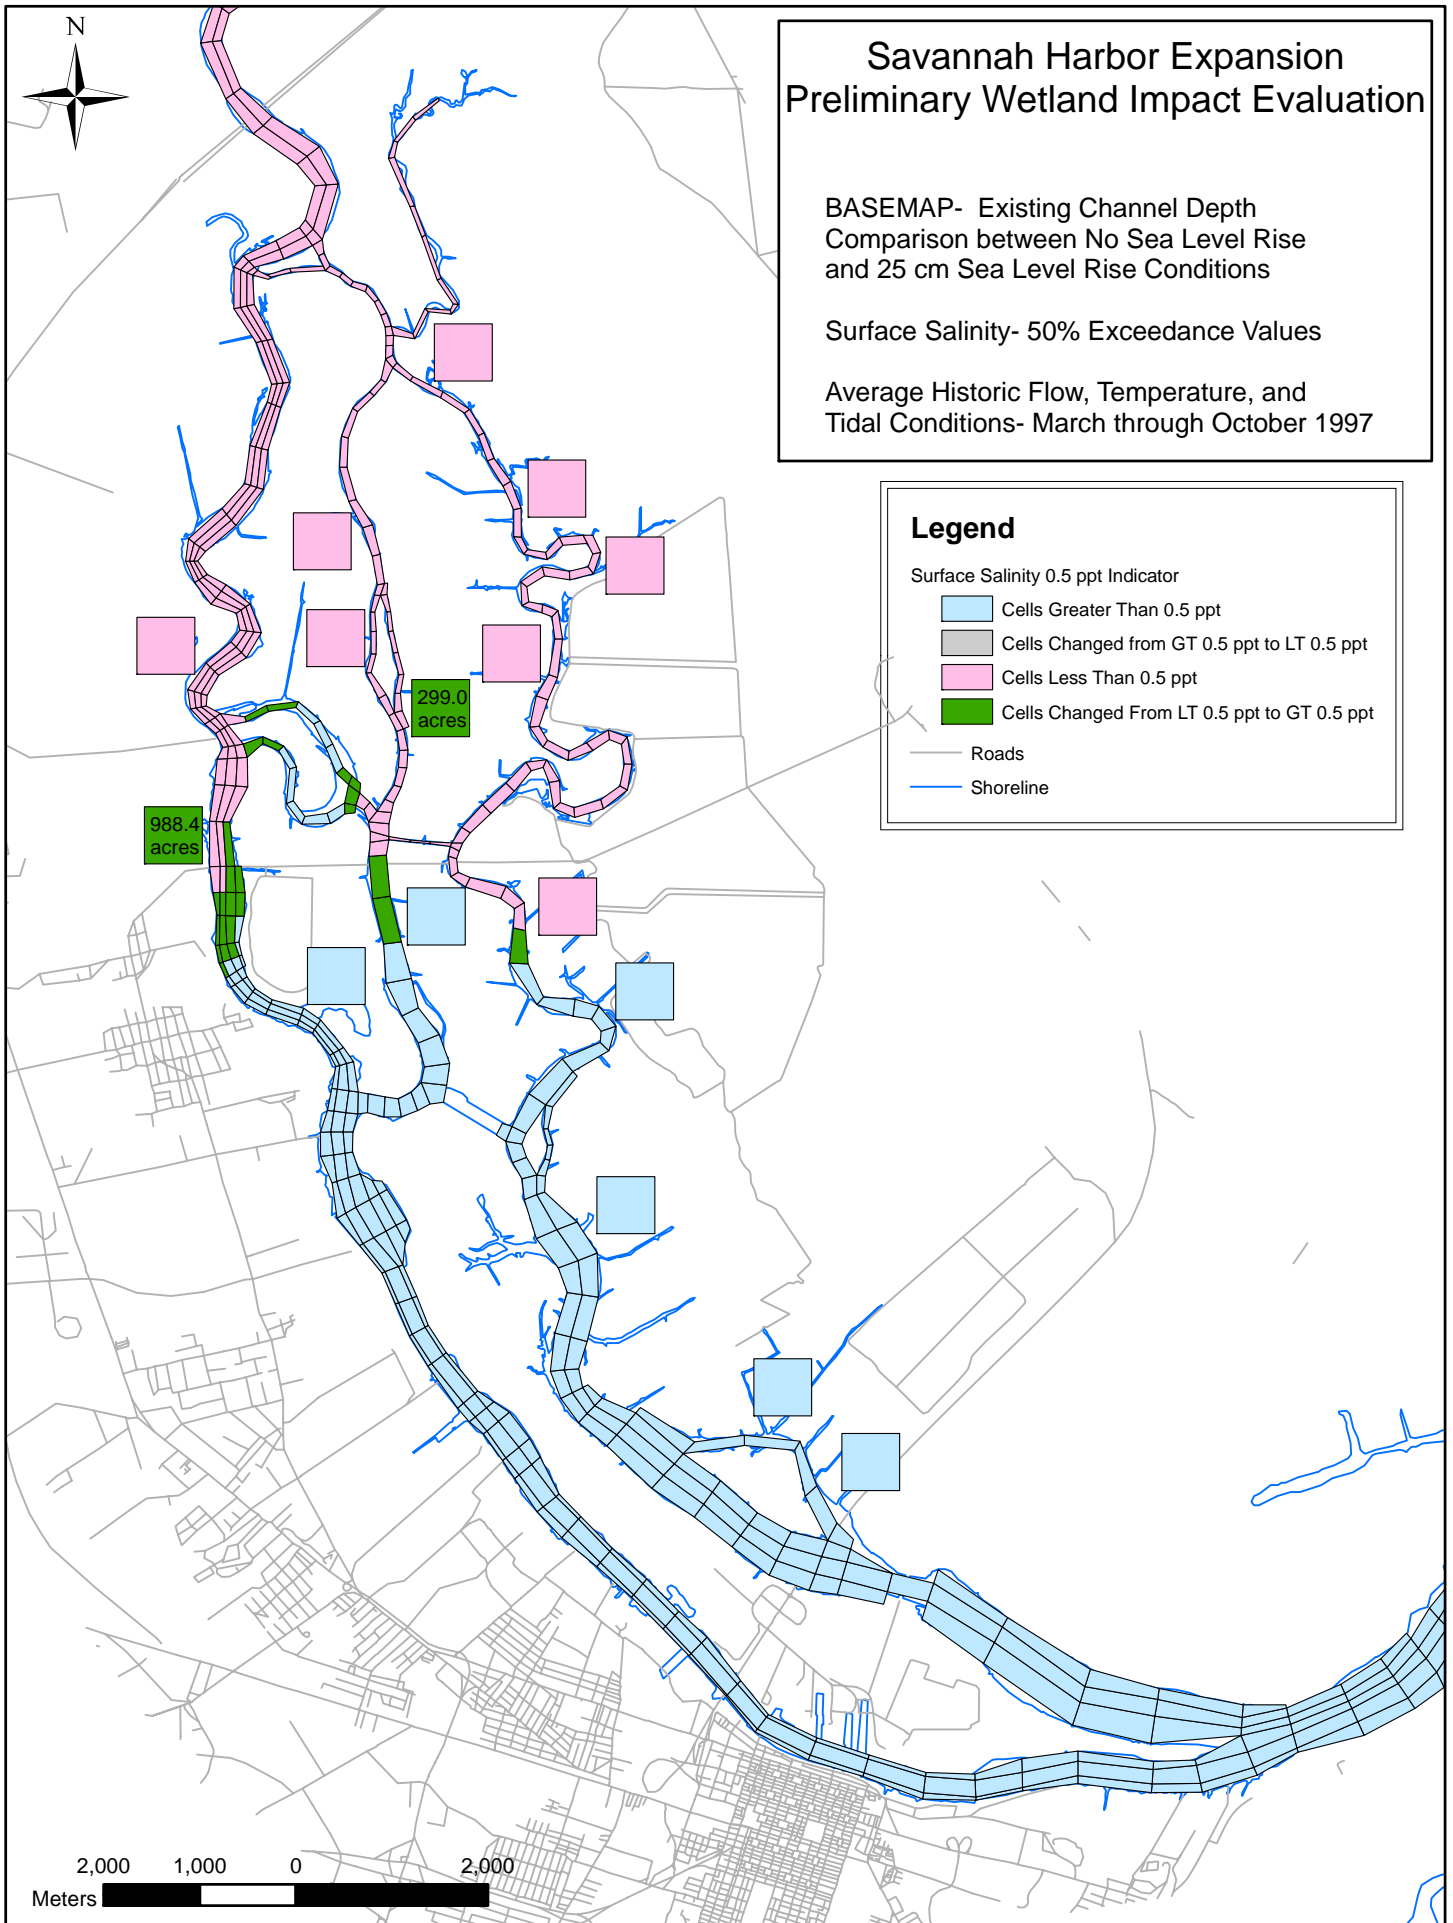 N
Savannah Harbor Expansion
Preliminary Wetland Impact Evaluation
BASEMAP- Existing Channel Depth
Comparison between No Sea Level Rise
and 25 cm Sea Level Rise Conditions
Surface Salinity- 50% Exceedance Values
Average Historic Flow, Temperature, and
Tidal Conditions- March through October 1997
Legend
Surface Salinity 0.5 ppt Indicator
Cells Greater Than 0.5 ppt
Cells Changed from GT 0.5 ppt to LT 0.5 ppt
Cells Less Than 0.5 ppt
Cells Changed From LT 0.5 ppt to GT 0.5 ppt
Roads
Shoreline
299.0
acres
988.4
acres
2,000 1,000 0 2,000
Meters